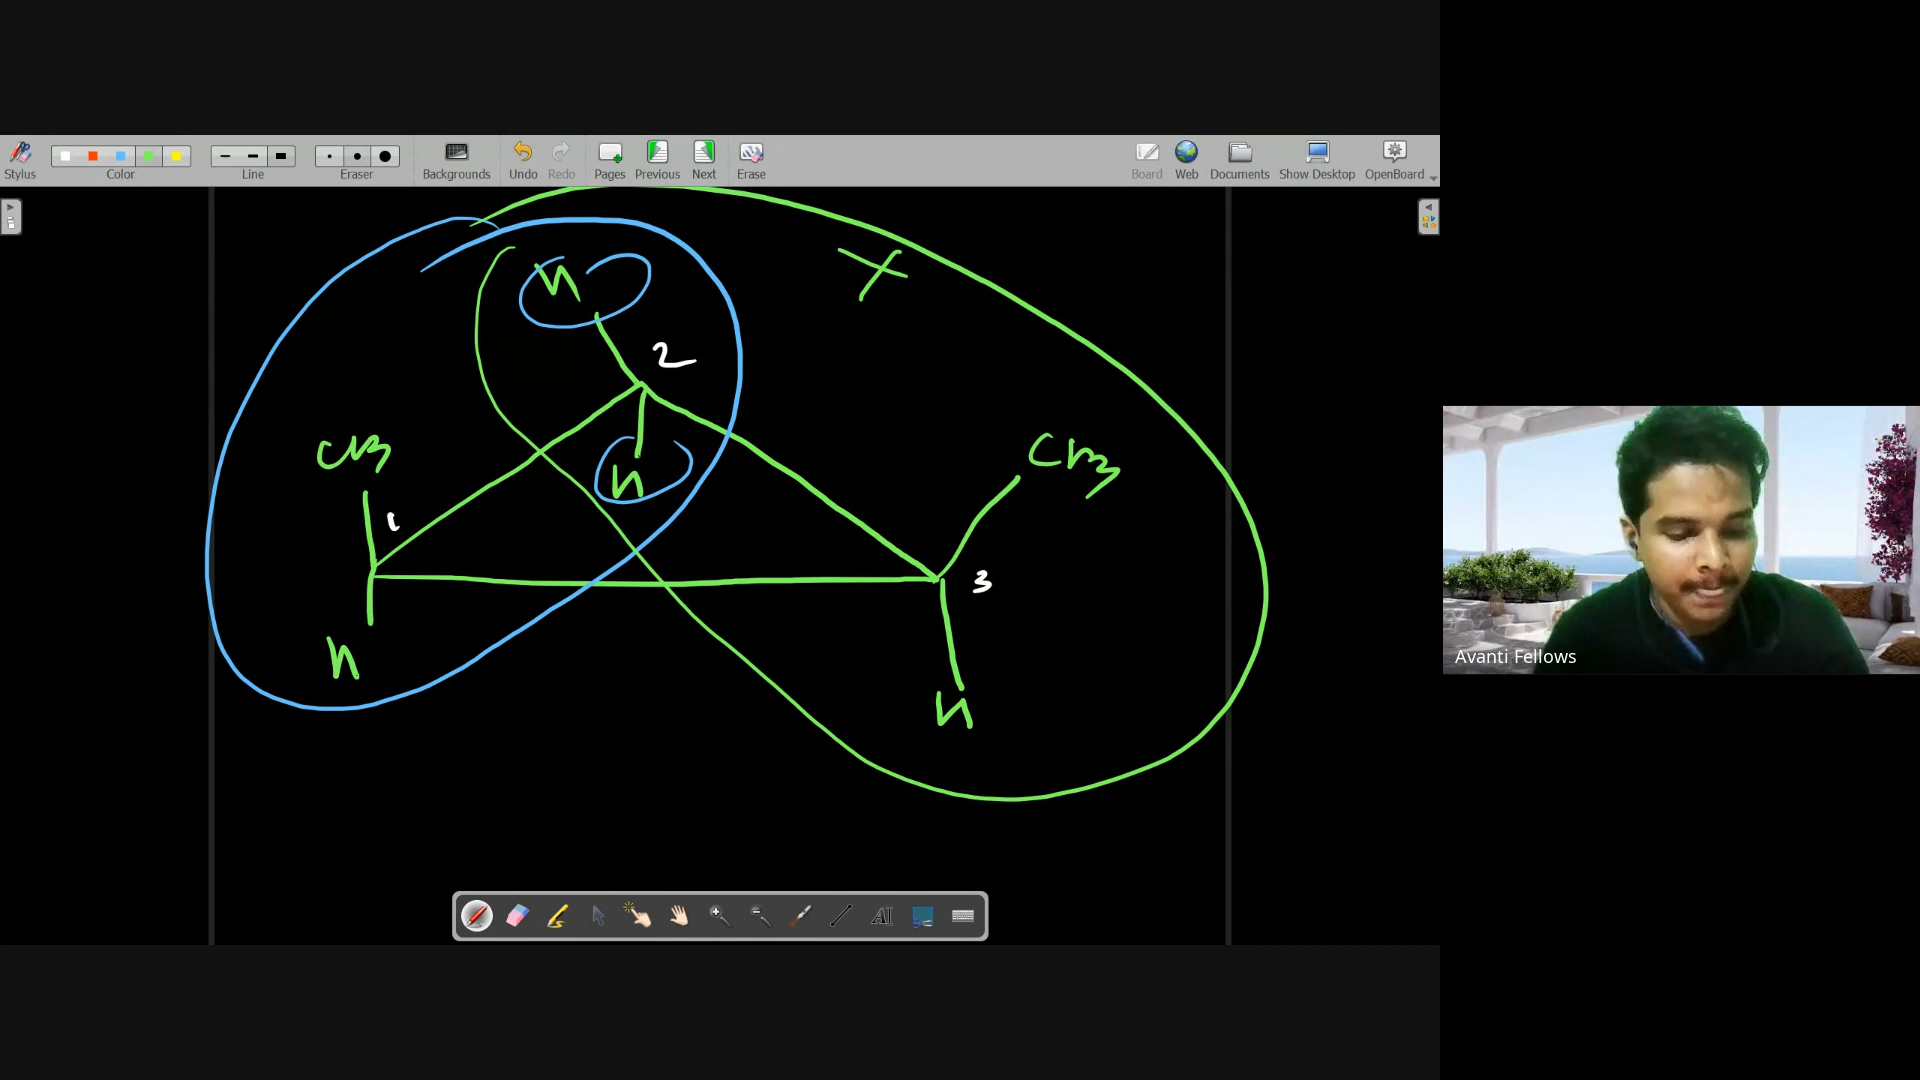 Stylus
Color
Line
Eraser
Backgrounds
Undo
Redo
Pages
Previous
Next
Erase
Board
Web
Documents
Show Desktop
OpenBoard
H
X
2
CH3
CH3
H
1
3
H
H
Avanti Fellows